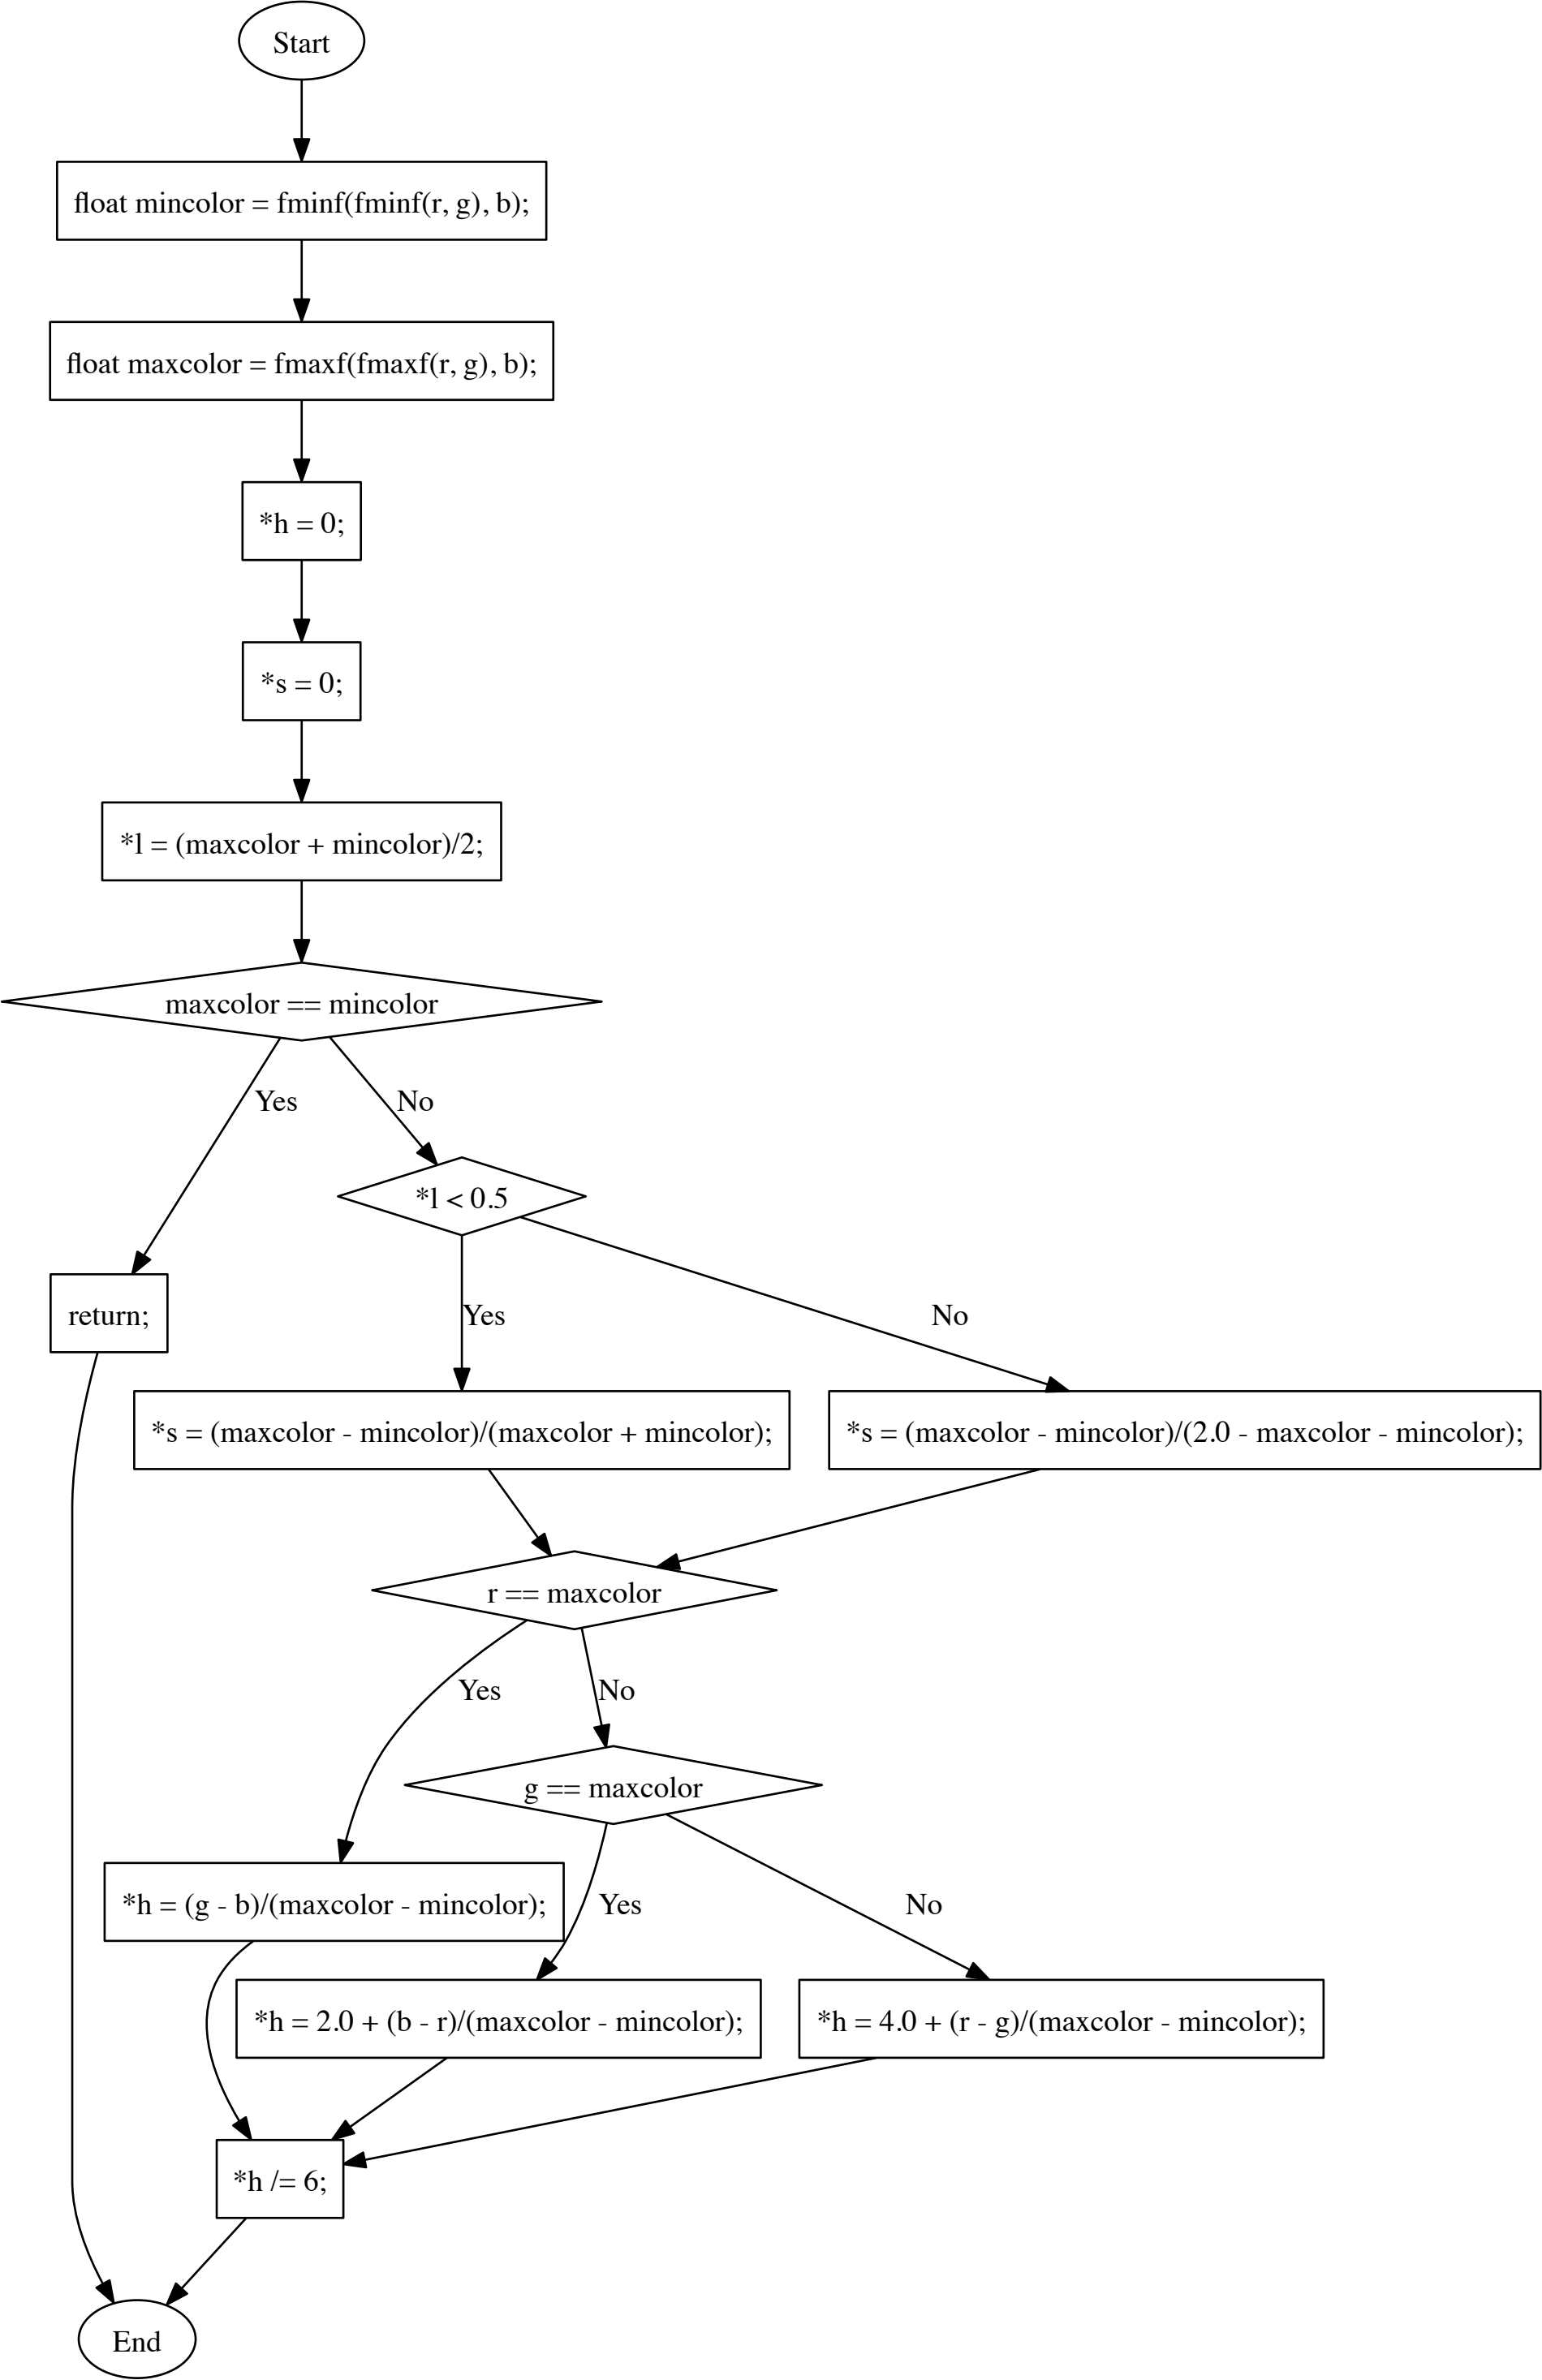 Start
float mincolor = fminf(fminf(r, g), b);
float maxcolor = fmaxf(fmaxf(r, g), b);
*h = 0;
*s = 0;
*l = (maxcolor + mincolor)/2;
maxcolor == mincolor
Yes
No
*l < 0.5
return;
Yes
No
*s = (maxcolor - mincolor)/(maxcolor + mincolor);
*s = (maxcolor - mincolor)/(2.0 - maxcolor - mincolor);
r == maxcolor
Yes
No
g == maxcolor
*h = (g - b)/(maxcolor - mincolor);
Yes
No
*h = 2.0 + (b - r)/(maxcolor - mincolor);
*h = 4.0 + (r - g)/(maxcolor - mincolor);
*h /= 6;
End